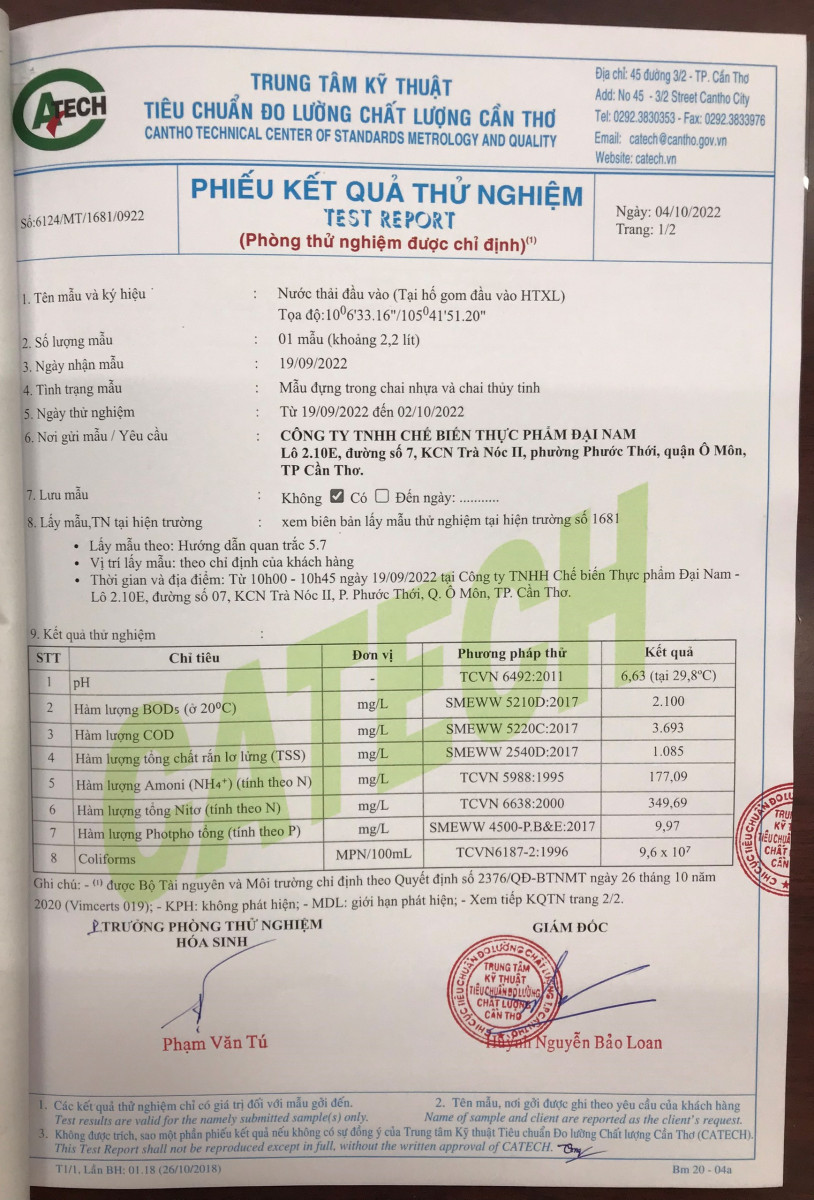 CATECH
TRUNG TÂM KỸ THUẬT
TIÊU CHUẨN ĐO LƯỜNG CHẤT LƯỢNG CẦN THƠ
CANTHO TECHNICAL CENTER OF STANDARDS METROLOGY AND QUALITY
Địa chỉ: 45 đường 3/2 - TP. Cần Thơ
Add: No 45 - 3/2 Street Cantho City
Tel: 0292.3830353 - Fax: 0292.3833976
Email: catech@cantho.gov.vn
Website: catech.vn
Số:6124/MT/1681/0922
PHIẾU KẾT QUẢ THỬ NGHIỆM
TEST REPORT
(Phòng thử nghiệm được chỉ định)(1)
Ngày: 04/10/2022
Trang: 1/2
1. Tên mẫu và ký hiệu : Nước thải đầu vào (Tại hố gom đầu vào HTXL)
Tọa độ:10⁰6'33.16"/105⁰41'51.20"
2. Số lượng mẫu : 01 mẫu (khoảng 2,2 lít)
3. Ngày nhận mẫu : 19/09/2022
4. Tình trạng mẫu : Mẫu đựng trong chai nhựa và chai thủy tinh
5. Ngày thử nghiệm : Từ 19/09/2022 đến 02/10/2022
6. Nơi gửi mẫu / Yêu cầu : CÔNG TY TNHH CHẾ BIẾN THỰC PHẨM ĐẠI NAM
Lô 2.10E, đường số 7, KCN Trà Nóc II, phường Phước Thới, quận Ô Môn,
TP Cần Thơ.
7. Lưu mẫu : Không ☑ Có ☐ Đến ngày: ...........
8. Lấy mẫu,TN tại hiện trường : xem biên bản lấy mẫu thử nghiệm tại hiện trường số 1681
• Lấy mẫu theo: Hướng dẫn quan trắc 5.7
• Vị trí lấy mẫu: theo chỉ định của khách hàng
• Thời gian và địa điểm: Từ 10h00 - 10h45 ngày 19/09/2022 tại Công ty TNHH Chế biến Thực phẩm Đại Nam -
Lô 2.10E, đường số 07, KCN Trà Nóc II, P. Phước Thới, Q. Ô Môn, TP. Cần Thơ.
9. Kết quả thử nghiệm :
STT Chỉ tiêu Đơn vị Phương pháp thử Kết quả
1 pH - TCVN 6492:2011 6,63 (tại 29,8ºC)
2 Hàm lượng BOD₅ (ở 20⁰C) mg/L SMEWW 5210D:2017 2.100
3 Hàm lượng COD mg/L SMEWW 5220C:2017 3.693
4 Hàm lượng tổng chất rắn lơ lửng (TSS) mg/L SMEWW 2540D:2017 1.085
5 Hàm lượng Amoni (NH₄⁺) (tính theo N) mg/L TCVN 5988:1995 177,09
6 Hàm lượng tổng Nitơ (tính theo N) mg/L TCVN 6638:2000 349,69
7 Hàm lượng Photpho tổng (tính theo P) mg/L SMEWW 4500-P.B&E:2017 9,97
8 Coliforms MPN/100mL TCVN6187-2:1996 9,6 x 10⁷
CATECH
Ghi chú: - (1) được Bộ Tài nguyên và Môi trường chỉ định theo Quyết định số 2376/QĐ-BTNMT ngày 26 tháng 10 năm
2020 (Vimcerts 019); - KPH: không phát hiện; - MDL: giới hạn phát hiện; - Xem tiếp KQTN trang 2/2.
P.TRƯỞNG PHÒNG THỬ NGHIỆM
HÓA SINH
GIÁM ĐỐC
TRUNG TÂM
KỸ THUẬT
TIÊU CHUẨN ĐO LƯỜNG
CHẤT LƯỢNG
CẦN THƠ
Phạm Văn Tú
Huỳnh Nguyễn Bảo Loan
1. Các kết quả thử nghiệm chỉ có giá trị đối với mẫu gởi đến.
Test results are valid for the namely submitted sample(s) only.
2. Tên mẫu, nơi gởi được ghi theo yêu cầu của khách hàng
Name of sample and client are reported as the client's request.
3. Không được trích, sao một phần phiếu kết quả nếu không có sự đồng ý của Trung tâm Kỹ thuật Tiêu chuẩn Đo lường Chất lượng Cần Thơ (CATECH).
This Test Report shall not be reproduced except in full, without the written approval of CATECH.
T1/1, Lần BH: 01.18 (26/10/2018)
Bm 20 - 04a